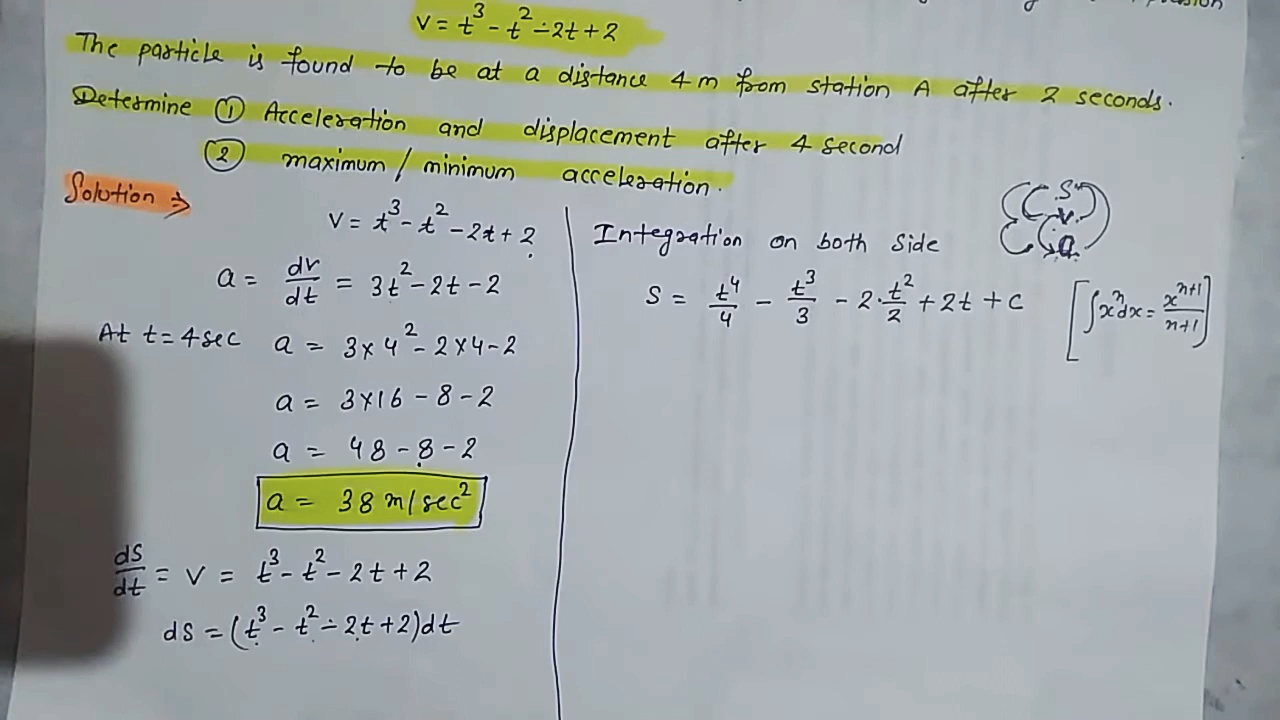 v = t³ - t² - 2t + 2
The particle is found to be at a distance 4 m from station A after 2 seconds.
Determine ① Acceleration and displacement after 4 second
② maximum / minimum acceleration.
Solution ⇒
v = t³ - t² - 2t + 2
a = dv/dt = 3t² - 2t - 2
At t = 4 sec a = 3×4² - 2×4 - 2
a = 3×16 - 8 - 2
a = 48 - 8 - 2
a = 38 m/sec²
ds/dt = v = t³ - t² - 2t + 2
ds = (t³ - t² - 2t + 2)dt
Integration on both side
S = t⁴/4 - t³/3 - 2·t²/2 + 2t + C [∫xⁿdx = xⁿ⁺¹/n+1]
S
v
a